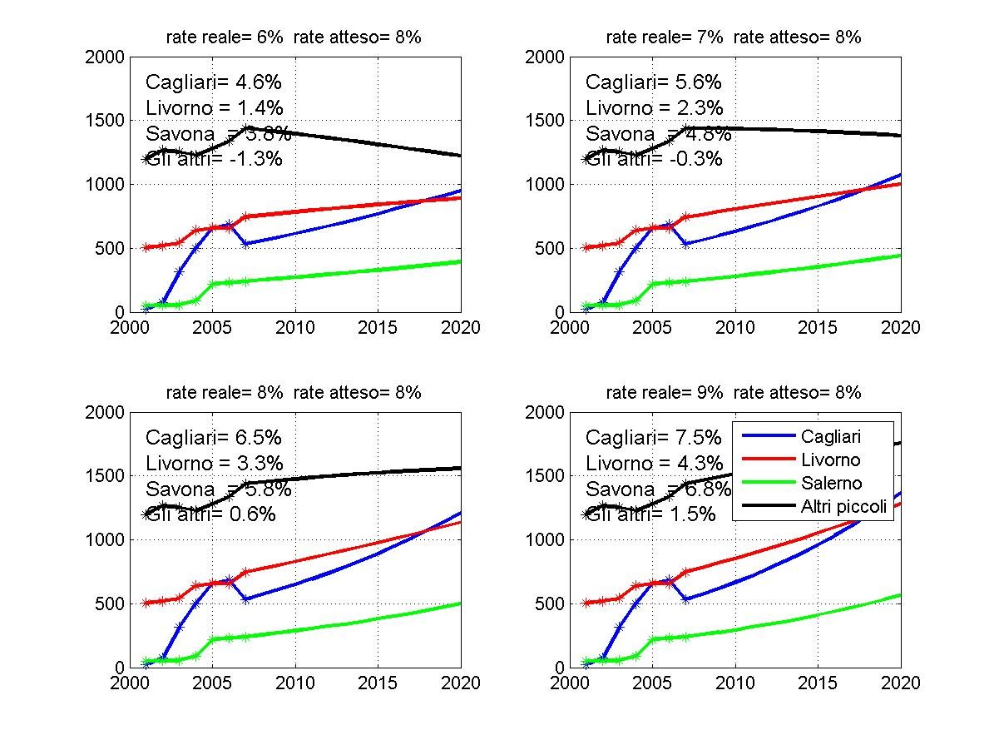 rate reale= 6%  rate atteso= 8%
2000
1500
1000
500
0
Cagliari= 4.6%
Livorno = 1.4%
Savona  = 3.8%
Gli altri= -1.3%
2000 2005 2010 2015 2020
rate reale= 7%  rate atteso= 8%
2000
1500
1000
500
0
Cagliari= 5.6%
Livorno = 2.3%
Savona  = 4.8%
Gli altri= -0.3%
2000 2005 2010 2015 2020
rate reale= 8%  rate atteso= 8%
2000
1500
1000
500
0
Cagliari= 6.5%
Livorno = 3.3%
Savona  = 5.8%
Gli altri= 0.6%
2000 2005 2010 2015 2020
rate reale= 9%  rate atteso= 8%
2000
1500
1000
500
0
Cagliari= 7.5%
Livorno = 4.3%
Savona  = 6.8%
Gli altri= 1.5%
Cagliari
Livorno
Salerno
Altri piccoli
2000 2005 2010 2015 2020